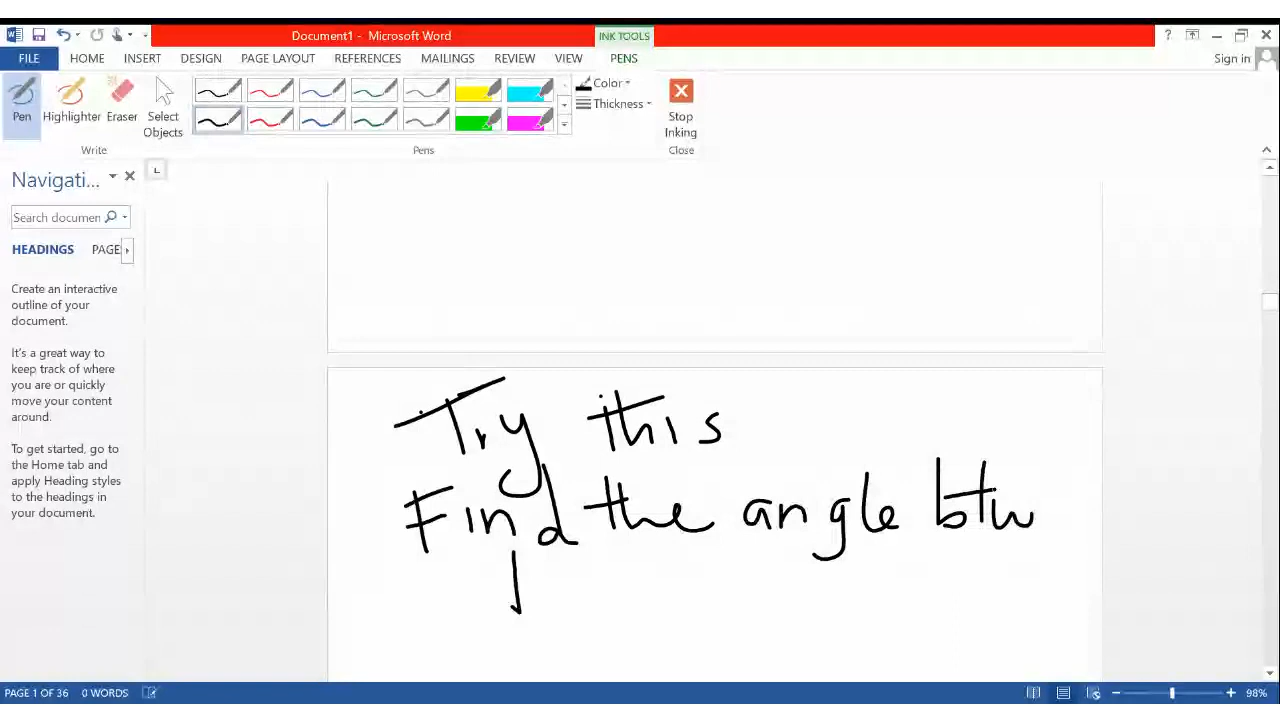 Document1 - Microsoft Word
INK TOOLS
?
FILE
HOME
INSERT
DESIGN
PAGE LAYOUT
REFERENCES
MAILINGS
REVIEW
VIEW
PENS
Sign in
Pen
Highlighter
Eraser
Select
Objects
Color
Thickness
Stop
Inking
Write
Pens
Close
Navigati...
Search documen
HEADINGS
PAGE
Create an interactive
outline of your
document.
It's a great way to
keep track of where
you are or quickly
move your content
around.
To get started, go to
the Home tab and
apply Heading styles
to the headings in
your document.
Try this
Find the angle btw
PAGE 1 OF 36
0 WORDS
98%